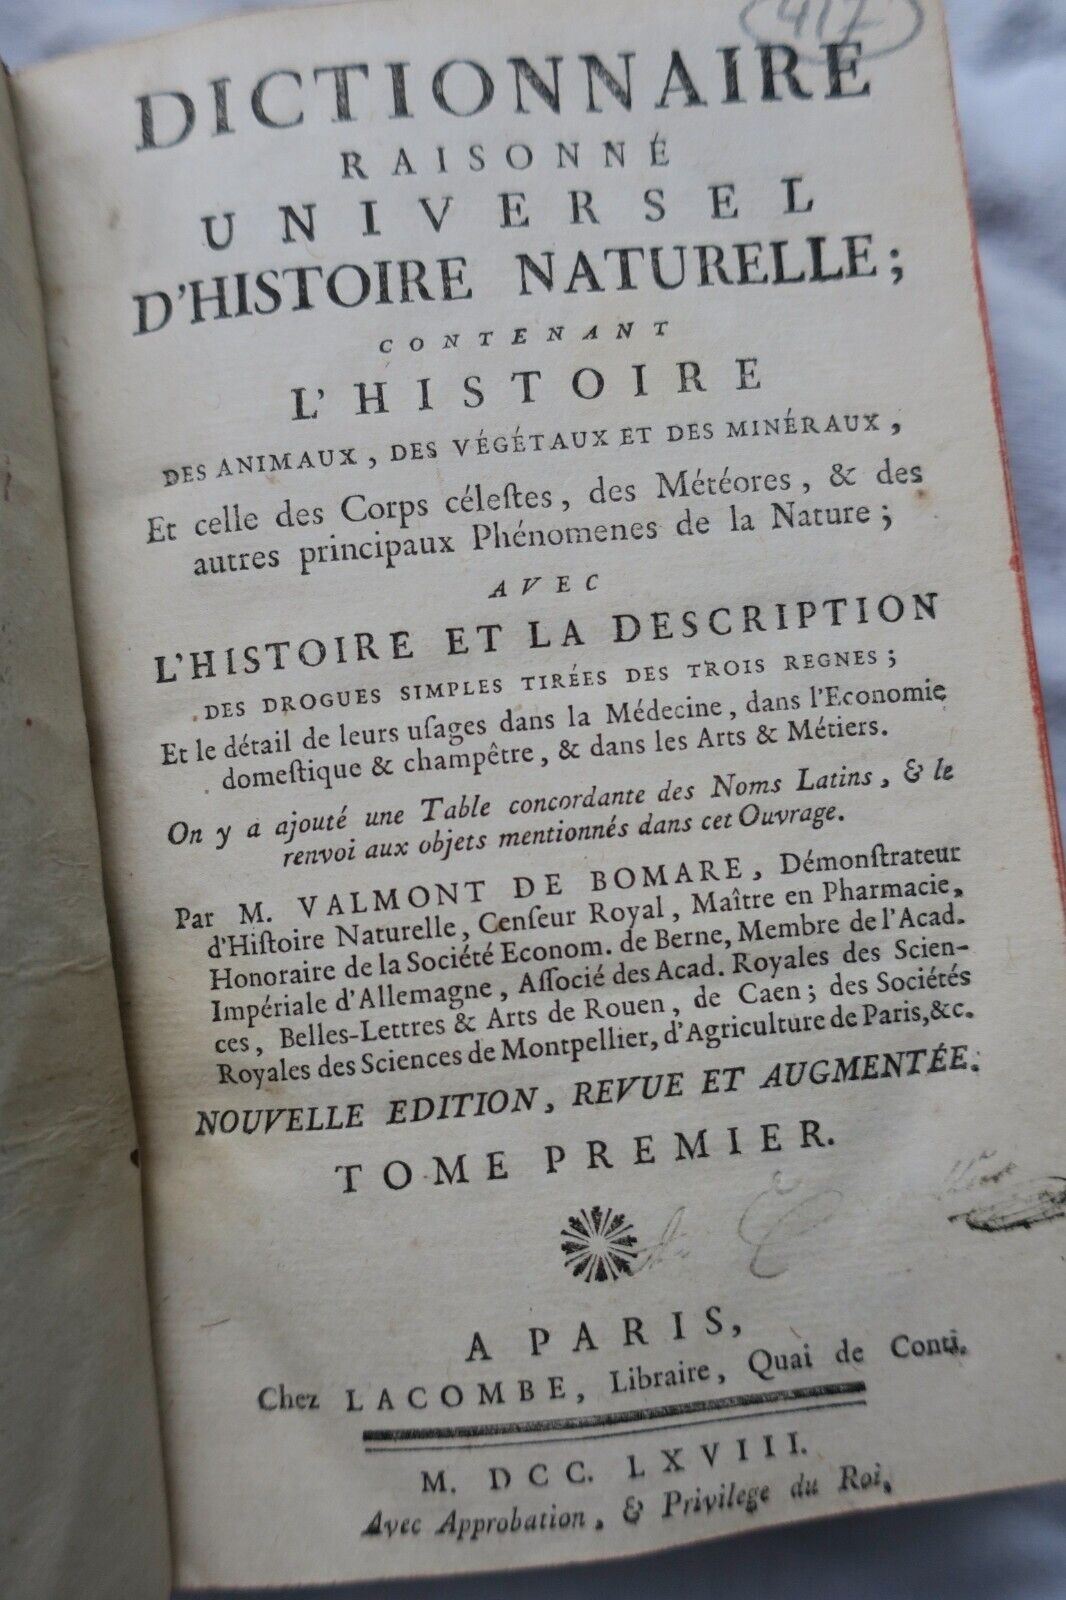 417
DICTIONNAIRE
RAISONNÉ
UNIVERSEL
D'HISTOIRE NATURELLE;
CONTENANT
L'HISTOIRE
DES ANIMAUX, DES VÉGÉTAUX ET DES MINÉRAUX,
Et celle des Corps céleſtes, des Météores, & des
autres principaux Phénomenes de la Nature;
AVEC
L'HISTOIRE ET LA DESCRIPTION
DES DROGUES SIMPLES TIRÉES DES TROIS REGNES;
Et le détail de leurs uſages dans la Médecine, dans l'Economie
domeſtique & champêtre, & dans les Arts & Métiers.
On y a ajouté une Table concordante des Noms Latins, & le
renvoi aux objets mentionnés dans cet Ouvrage.
Par M. VALMONT DE BOMARE, Démonſtrateur
d'Hiſtoire Naturelle, Cenſeur Royal, Maître en Pharmacie,
Honoraire de la Société Econom. de Berne, Membre de l'Acad.
Impériale d'Allemagne, Aſſocié des Acad. Royales des Scien-
ces, Belles-Lettres & Arts de Rouen, de Caen; des Sociétés
Royales des Sciences de Montpellier, d'Agriculture de Paris, &c.
NOUVELLE EDITION, REVUE ET AUGMENTÉE.
TOME PREMIER.
A PARIS,
Chez LACOMBE, Libraire, Quai de Conti.
M. DCC. LXVIII.
Avec Approbation, & Privilege du Roi.